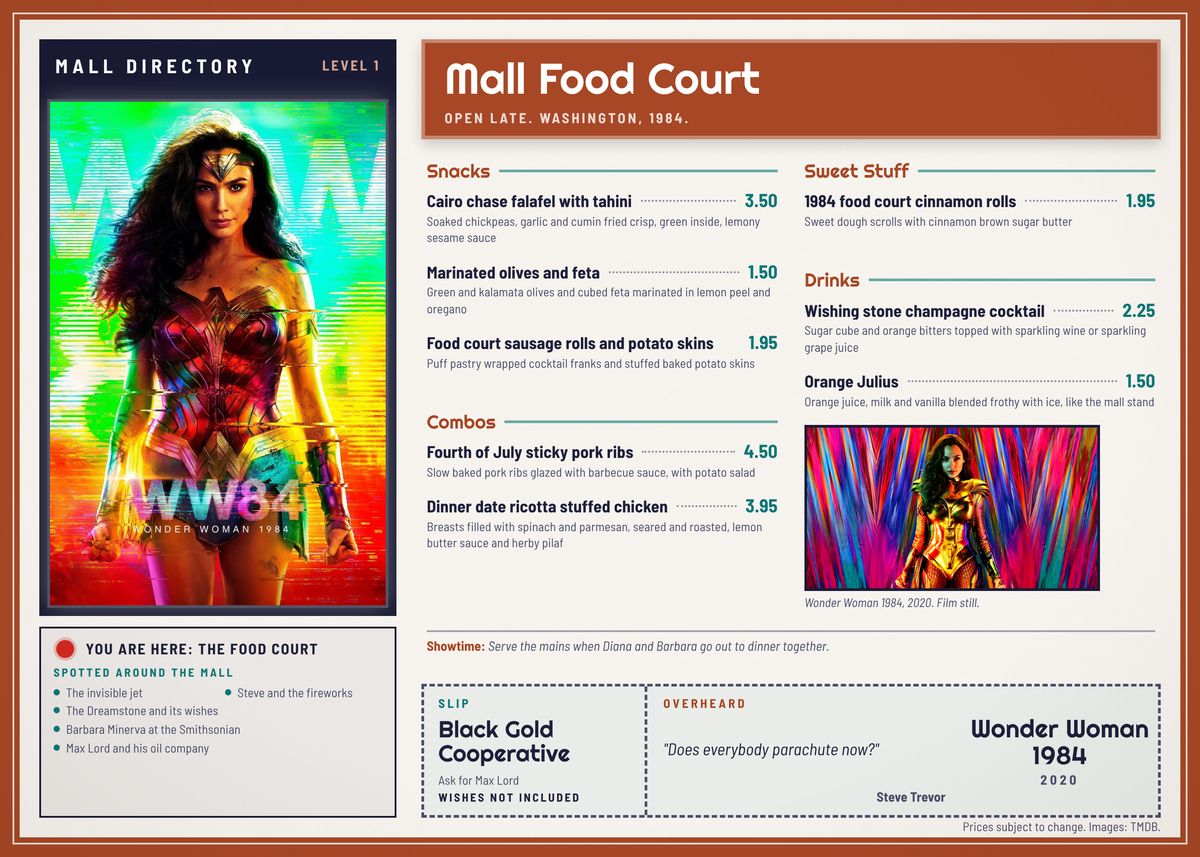 MALL DIRECTORY
LEVEL 1
WW
WW84
WONDER WOMAN 1984
YOU ARE HERE: THE FOOD COURT
SPOTTED AROUND THE MALL
The invisible jet
Steve and the fireworks
The Dreamstone and its wishes
Barbara Minerva at the Smithsonian
Max Lord and his oil company
Mall Food Court
OPEN LATE. WASHINGTON, 1984.
Snacks
Cairo chase falafel with tahini 3.50
Soaked chickpeas, garlic and cumin fried crisp, green inside, lemony
sesame sauce
Marinated olives and feta 1.50
Green and kalamata olives and cubed feta marinated in lemon peel and
oregano
Food court sausage rolls and potato skins 1.95
Puff pastry wrapped cocktail franks and stuffed baked potato skins
Combos
Fourth of July sticky pork ribs 4.50
Slow baked pork ribs glazed with barbecue sauce, with potato salad
Dinner date ricotta stuffed chicken 3.95
Breasts filled with spinach and parmesan, seared and roasted, lemon
butter sauce and herby pilaf
Sweet Stuff
1984 food court cinnamon rolls 1.95
Sweet dough scrolls with cinnamon brown sugar butter
Drinks
Wishing stone champagne cocktail 2.25
Sugar cube and orange bitters topped with sparkling wine or sparkling
grape juice
Orange Julius 1.50
Orange juice, milk and vanilla blended frothy with ice, like the mall stand
Wonder Woman 1984, 2020. Film still.
Showtime: Serve the mains when Diana and Barbara go out to dinner together.
SLIP
Black Gold
Cooperative
Ask for Max Lord
WISHES NOT INCLUDED
OVERHEARD
"Does everybody parachute now?"
Steve Trevor
Wonder Woman
1984
2020
Prices subject to change. Images: TMDB.